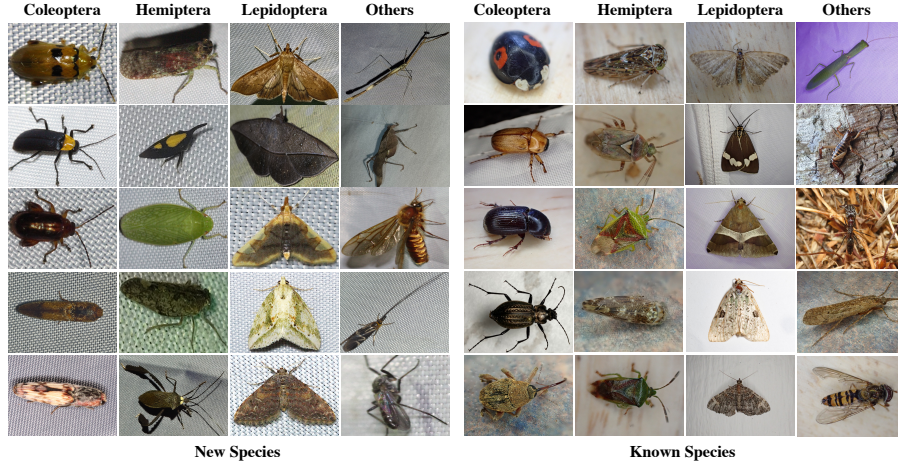 Coleoptera Hemiptera Lepidoptera Others Coleoptera Hemiptera Lepidoptera Others
New Species Known Species